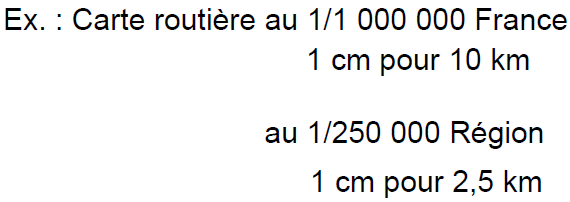 Ex. : Carte routière au 1/1 000 000 France
1 cm pour 10 km
au 1/250 000 Région
1 cm pour 2,5 km